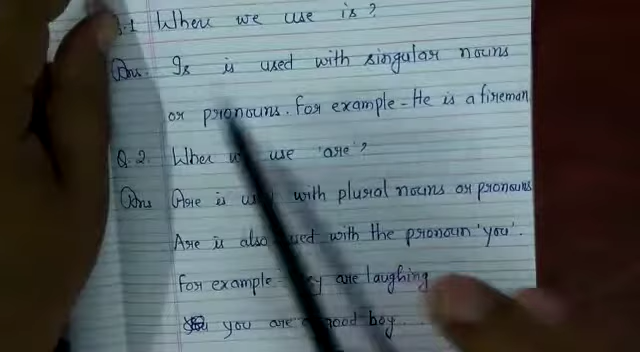 Q.1 When we use is?
Ans. Is is used with singular nouns
or pronouns. For example - He is a fireman
Q.2. When we use 'are'?
Ans Are is used with plural nouns or pronouns
Are is also used with the pronoun 'you'.
For example - They are laughing
you are a good boy....